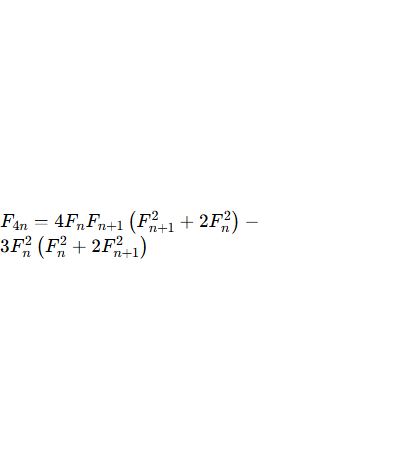 F_{4n} = 4F_nF_{n+1} (F_{n+1}^2 + 2F_n^2) −
3F_n^2 (F_n^2 + 2F_{n+1}^2)